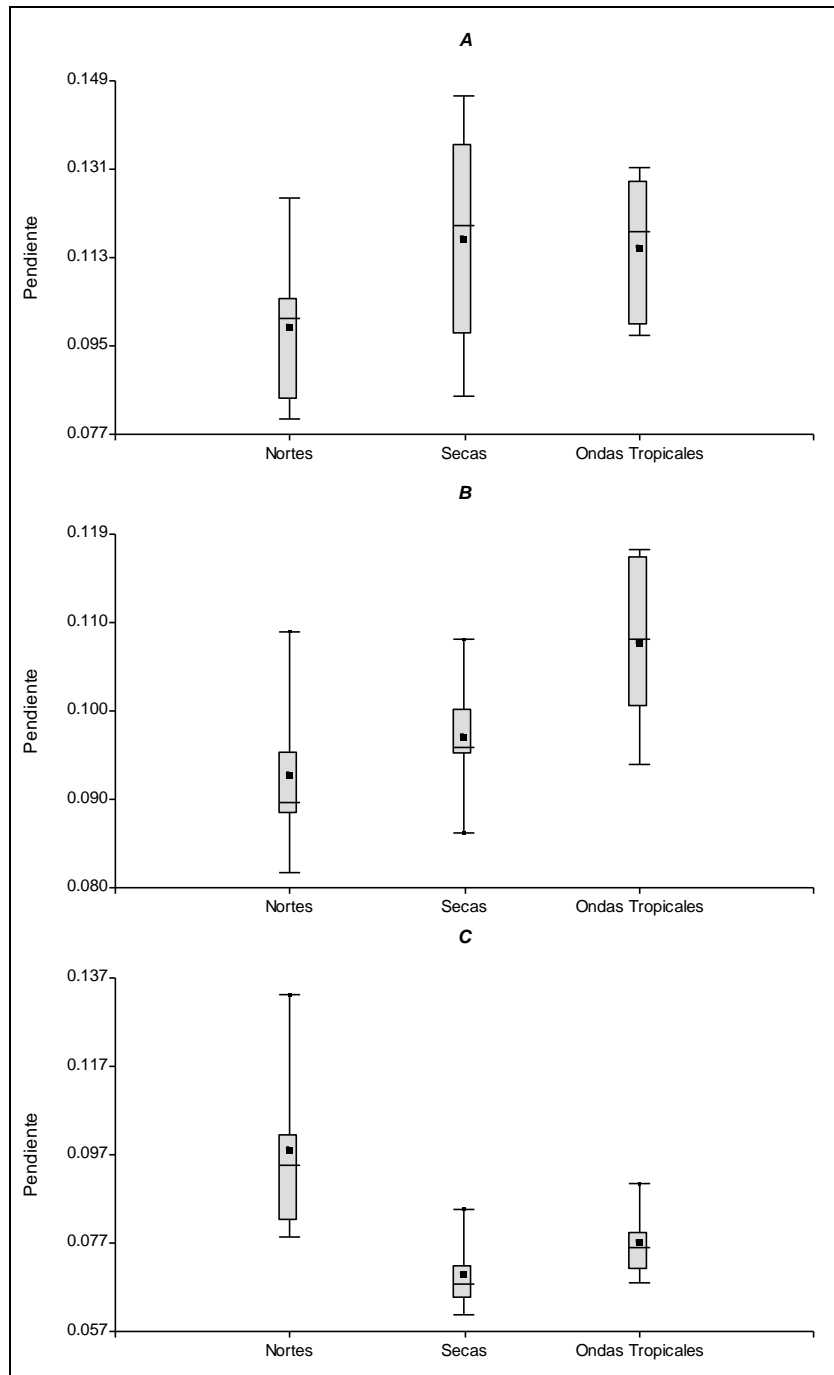 A
0.149
0.131
0.113
0.095
0.077
Pendiente
Nortes Secas Ondas Tropicales
B
0.119
0.110
0.100
0.090
0.080
Pendiente
Nortes Secas Ondas Tropicales
C
0.137
0.117
0.097
0.077
0.057
Pendiente
Nortes Secas Ondas Tropicales